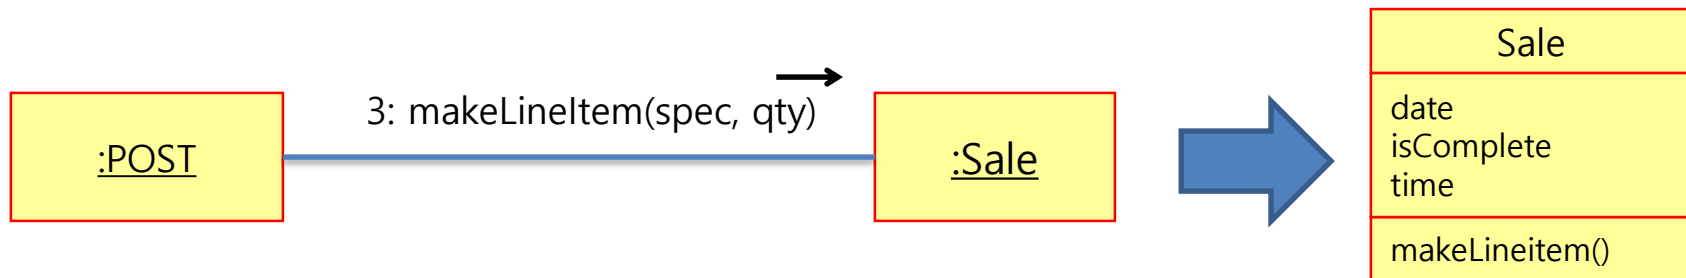 :POST
3: makeLineItem(spec, qty)
:Sale
Sale
date
isComplete
time
makeLineitem()